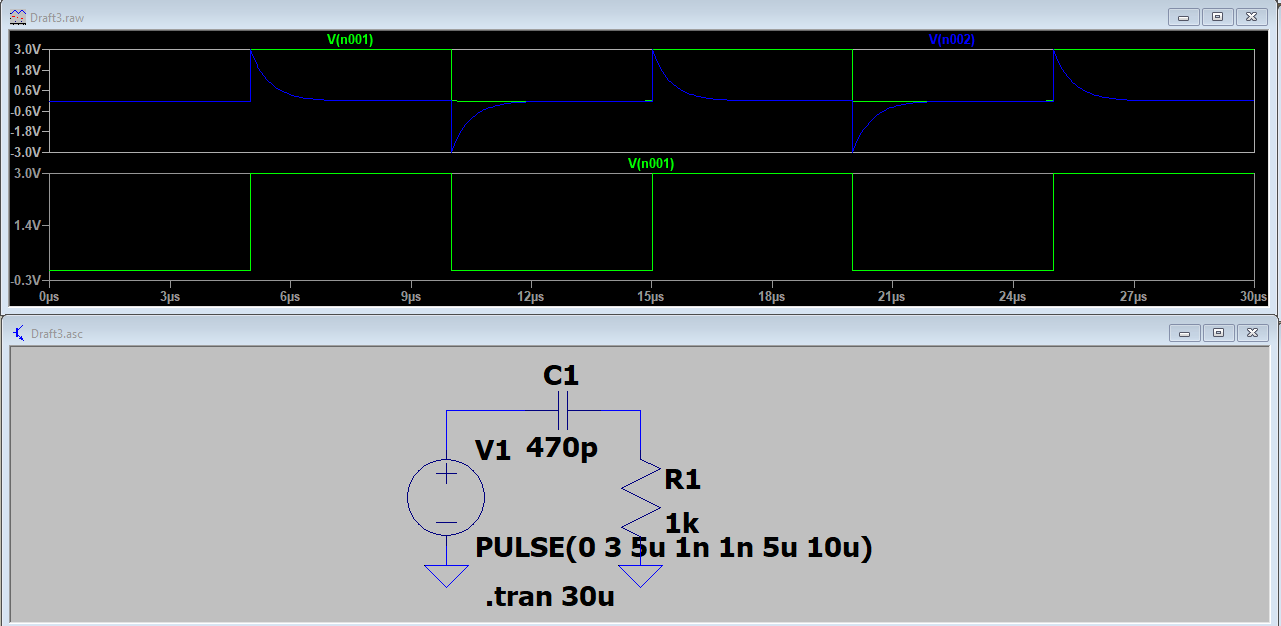 Draft3.raw
V(n001) V(n002)
3.0V
1.8V
0.6V
-0.6V
-1.8V
-3.0V
V(n001)
3.0V
1.4V
-0.3V
0µs 3µs 6µs 9µs 12µs 15µs 18µs 21µs 24µs 27µs 30µs
Draft3.asc
C1
V1 470p
R1
1k
PULSE(0 3 5u 1n 1n 5u 10u)
.tran 30u